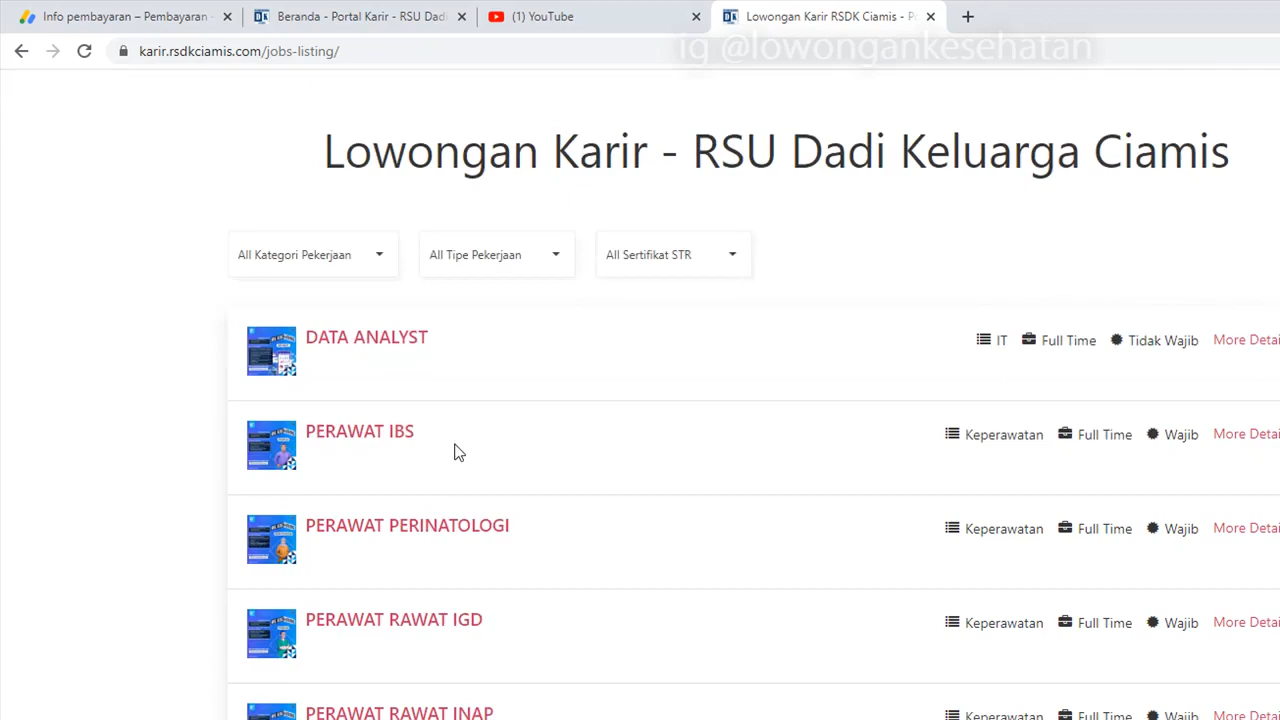 Info pembayaran – Pembayaran -
Beranda - Portal Karir - RSU Dadi
(1) YouTube
Lowongan Karir RSDK Ciamis - Po
karir.rsdkciamis.com/jobs-listing/
ig @lowongankesehatan
Lowongan Karir - RSU Dadi Keluarga Ciamis
All Kategori Pekerjaan
All Tipe Pekerjaan
All Sertifikat STR
DATA ANALYST
IT Full Time Tidak Wajib More Detai
PERAWAT IBS
Keperawatan Full Time Wajib More Detai
PERAWAT PERINATOLOGI
Keperawatan Full Time Wajib More Detai
PERAWAT RAWAT IGD
Keperawatan Full Time Wajib More Detai
PERAWAT RAWAT INAP
Keperawatan Full Time Wajib More Detai